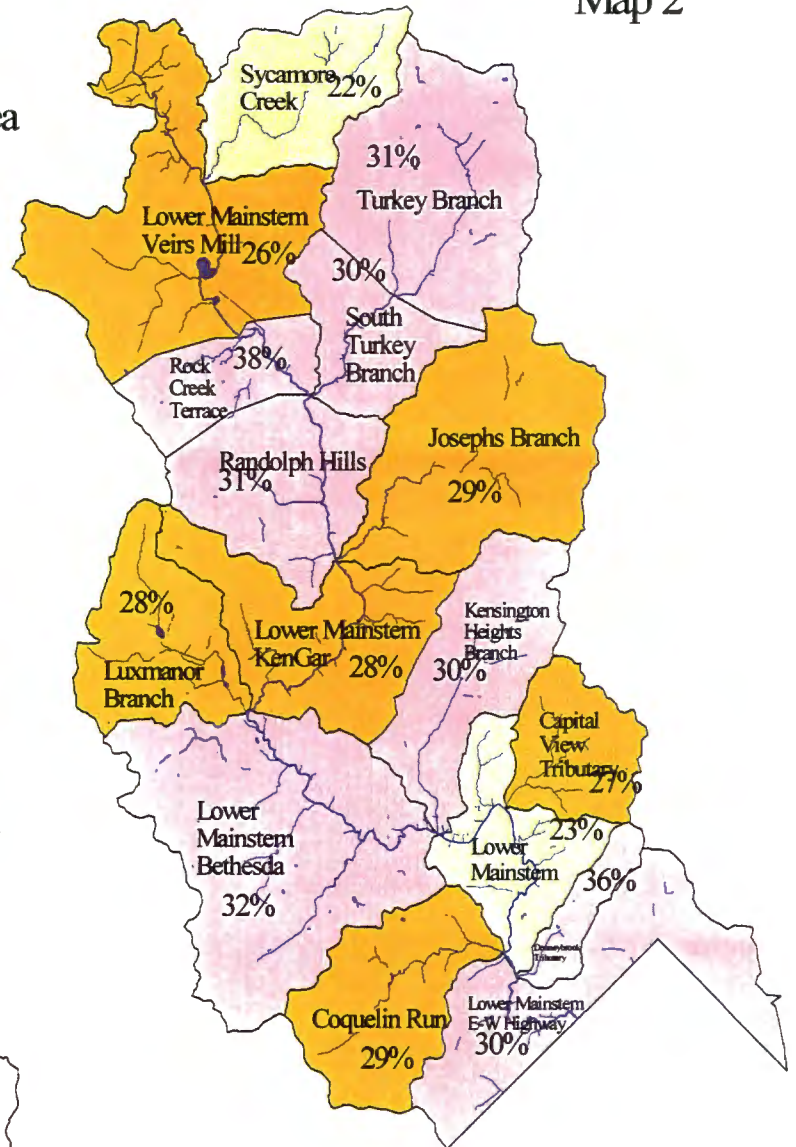 Map 2
ea
Sycamore
Creek
22%
31%
Turkey Branch
Lower Mainstem
Veirs Mill
26%
30%
South
Turkey
Branch
38%
Rock
Creek
Terrace
Josephs Branch
29%
Randolph Hills
31%
28%
Luxmanor
Branch
Lower Mainstem
KenGar
28%
Kensington
Heights
Branch
30%
Capital
View
Tributary
27%
23%
Lower
Mainstem
36%
Lower
Mainstem
Bethesda
32%
Tributary
Coquelin Run
29%
Lower Mainstem
E-W Highway
30%